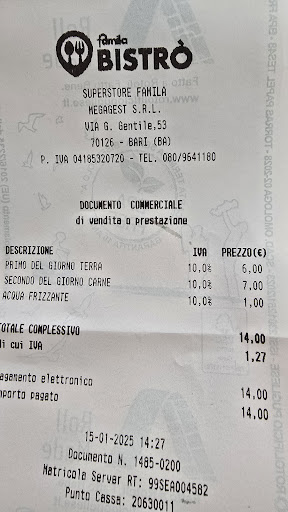 famila
BISTRÒ
SUPERSTORE FAMILA
MEGAGEST S.R.L.
VIA G. Gentile,53
70126 - BARI (BA)
P. IVA 04185320720 - TEL. 080/9641180
DOCUMENTO COMMERCIALE
di vendita o prestazione
DESCRIZIONE IVA PREZZO(€)
PRIMO DEL GIORNO TERRA 10,0% 6,00
SECONDO DEL GIORNO CARNE 10,0% 7,00
ACQUA FRIZZANTE 10,0% 1,00
TOTALE COMPLESSIVO 14,00
di cui IVA 1,27
agamento elettronico 14,00
mporto pagato 14,00
15-01-2025 14:27
Documento N. 1485-0200
Matricola Server RT: 99SEA004582
Punto Cassa: 20630011